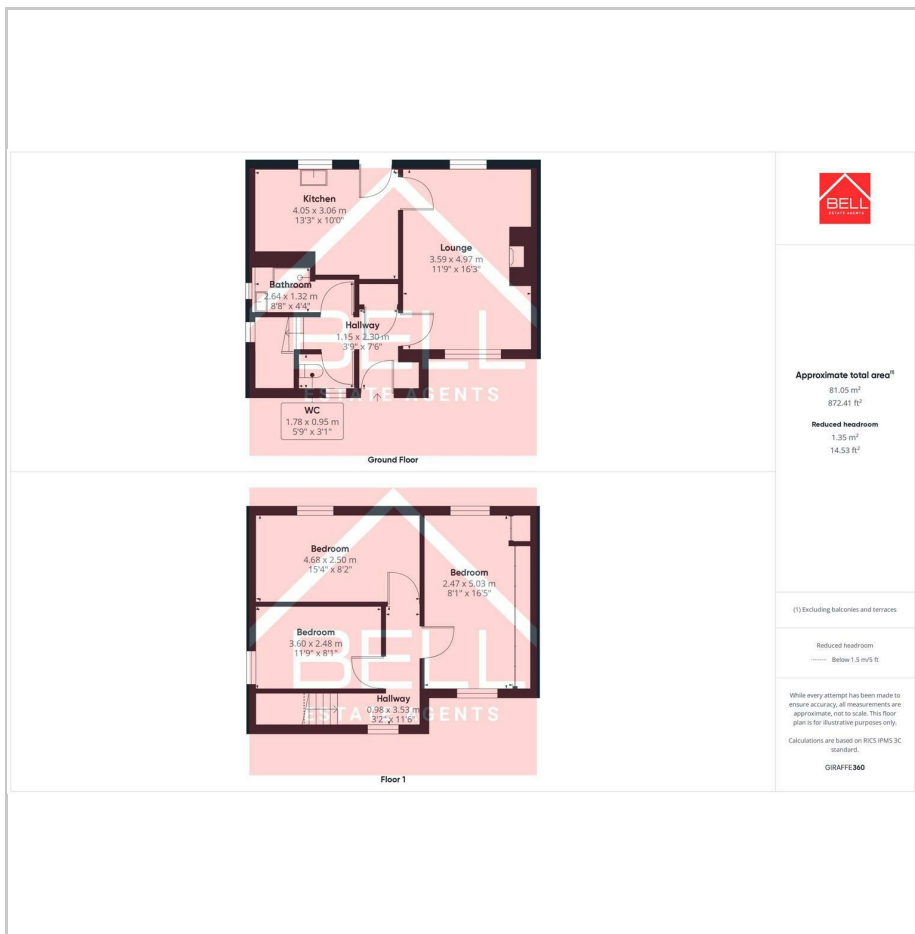 Kitchen
4.05 x 3.06 m
13'3" x 10'0"
Lounge
3.59 x 4.97 m
11'9" x 16'3"
Bathroom
2.64 x 1.32 m
8'8" x 4'4"
Hallway
1.15 x 2.30 m
3'9" x 7'6"
BELL
ESTATE AGENTS
WC
1.78 x 0.95 m
5'9" x 3'1"
Ground Floor
Bedroom
4.68 x 2.50 m
15'4" x 8'2"
Bedroom
2.47 x 5.03 m
8'1" x 16'5"
Bedroom
3.60 x 2.48 m
11'9" x 8'1"
BELL
Hallway
0.98 x 3.53 m
3'2" x 11'6"
ESTATE AGENTS
Floor 1
BELL
ESTATE AGENTS
Approximate total area(1)
81.05 m²
872.41 ft²
Reduced headroom
1.35 m²
14.53 ft²
(1) Excluding balconies and terraces
Reduced headroom
Below 1.5 m/5 ft
While every attempt has been made to
ensure accuracy, all measurements are
approximate, not to scale. This floor
plan is for illustrative purposes only.
Calculations are based on RICS IPMS 3C
standard.
GIRAFFE360